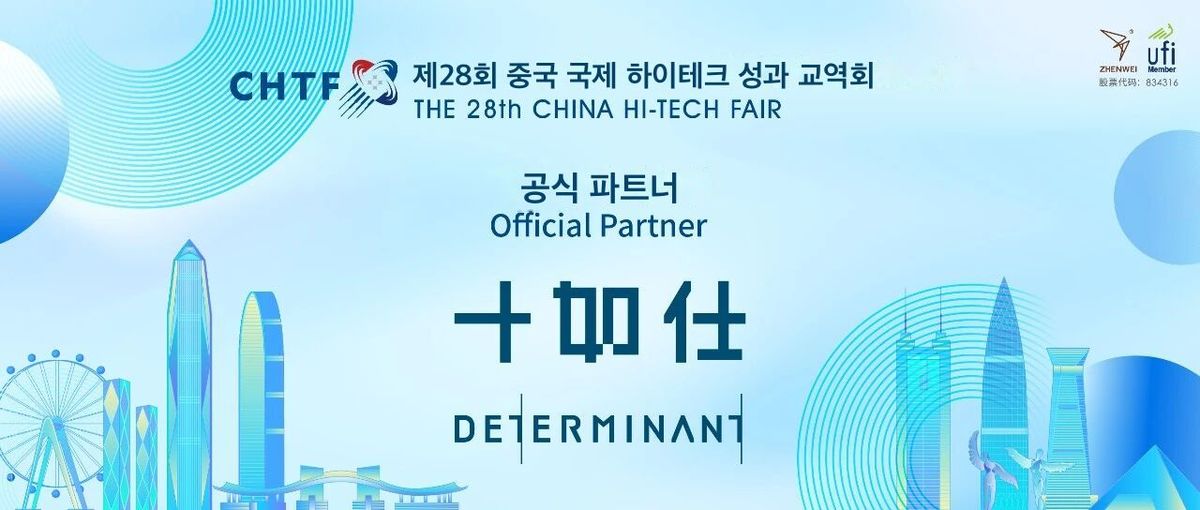 CHTF
제28회 중국 국제 하이테크 성과 교역회
THE 28th CHINA HI-TECH FAIR
ZHENWEI
ufi
Member
股票代码：834316
공식 파트너
Official Partner
十如仕
DETERMINANT